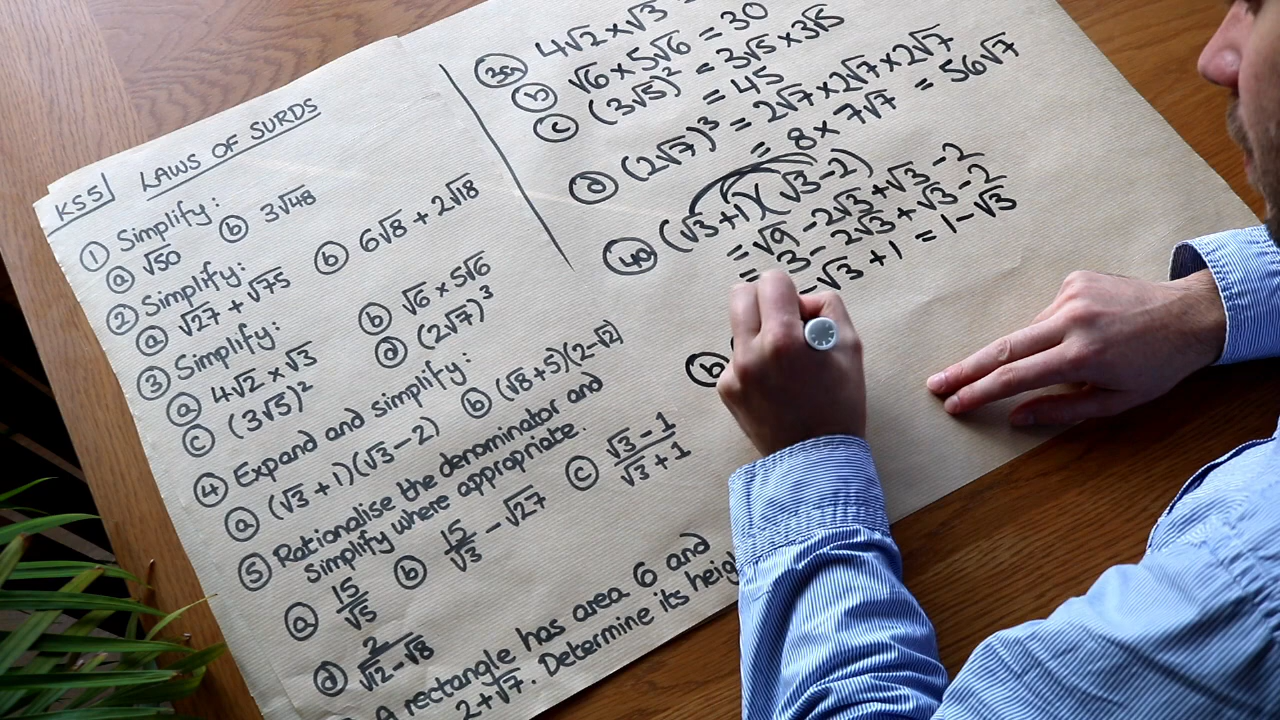 KS5 LAWS OF SURDS
① Simplify:
ⓐ √50 ⓑ 3√48
② Simplify:
ⓐ √27 + √75 ⓑ 6√8 + 2√18
③ Simplify:
ⓐ 4√2 × √3 ⓑ √6 × 5√6
ⓒ (3√5)² ⓓ (2√7)³
④ Expand and simplify:
ⓐ (√3 + 1)(√3 − 2) ⓑ (√8 + 5)(2 − √2)
⑤ Rationalise the denominator and
simplify where appropriate.
ⓐ 15/√5 ⓑ 15/√3 − √27 ⓒ (√3 − 1)/(√3 + 1)
ⓓ 2/(√2 − √8)
A rectangle has area 6 and
2 + √7. Determine its heig
3a 4√2 × √3 =
ⓑ √6 × 5√6 = 30
ⓒ (3√5)² = 3√5 × 3√5
= 45
ⓓ (2√7)³ = 2√7 × 2√7 × 2√7
= 8 × 7√7 = 56√7
4a (√3 + 1)(√3 − 2)
= √9 − 2√3 + √3 − 2
= 3 − 2√3 + √3 − 2
− √3 + 1 = 1 − √3
ⓑ